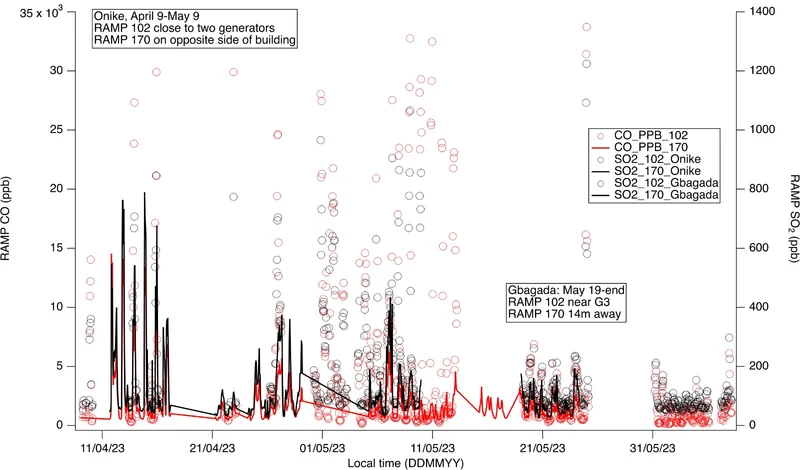 35 x 10³
30
25
20
15
10
5
0
RAMP CO (ppb)
Onike, April 9-May 9
RAMP 102 close to two generators
RAMP 170 on opposite side of building
CO_PPB_102
CO_PPB_170
SO2_102_Onike
SO2_170_Onike
SO2_102_Gbagada
SO2_170_Gbagada
Gbagada: May 19-end
RAMP 102 near G3
RAMP 170 14m away
1400
1200
1000
800
600
400
200
0
RAMP SO₂ (ppb)
11/04/23 21/04/23 01/05/23 11/05/23 21/05/23 31/05/23
Local time (DDMMYY)